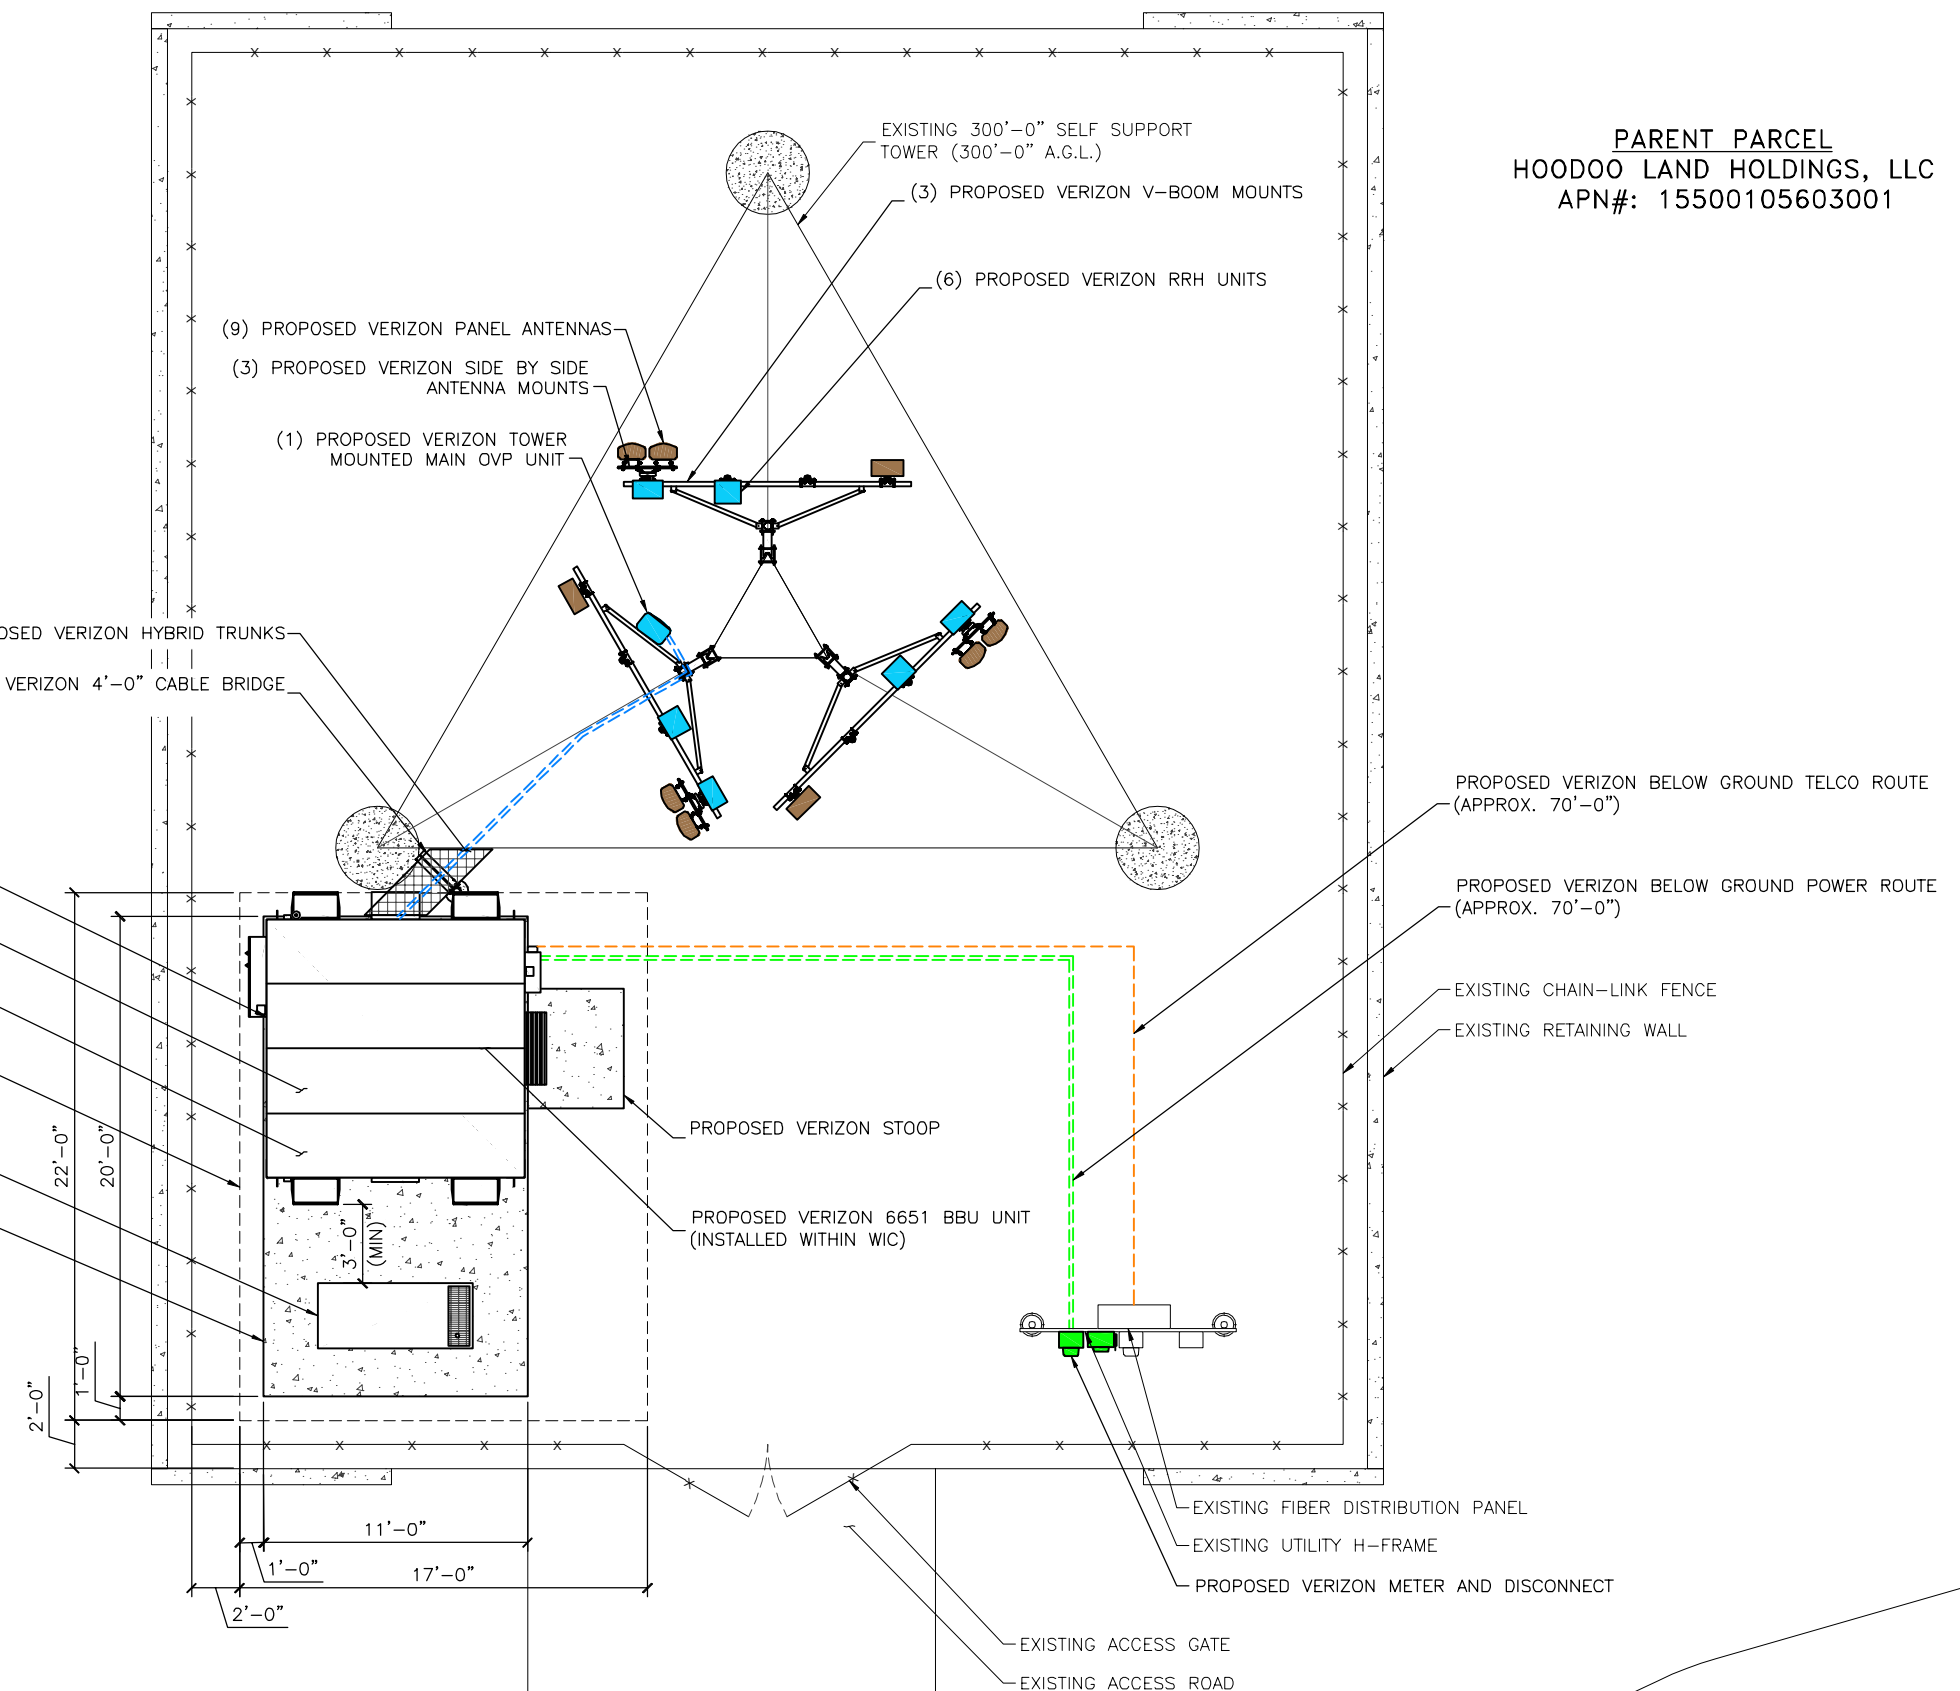 EXISTING 300'-0" SELF SUPPORT
TOWER (300'-0" A.G.L.)
(3) PROPOSED VERIZON V-BOOM MOUNTS
(6) PROPOSED VERIZON RRH UNITS
PARENT PARCEL
HOODOO LAND HOLDINGS, LLC
APN#: 15500105603001
(9) PROPOSED VERIZON PANEL ANTENNAS
(3) PROPOSED VERIZON SIDE BY SIDE
ANTENNA MOUNTS
(1) PROPOSED VERIZON TOWER
MOUNTED MAIN OVP UNIT
OSED VERIZON HYBRID TRUNKS
VERIZON 4'-0" CABLE BRIDGE
PROPOSED VERIZON BELOW GROUND TELCO ROUTE
(APPROX. 70'-0")
PROPOSED VERIZON BELOW GROUND POWER ROUTE
(APPROX. 70'-0")
EXISTING CHAIN-LINK FENCE
EXISTING RETAINING WALL
PROPOSED VERIZON STOOP
PROPOSED VERIZON 6651 BBU UNIT
(INSTALLED WITHIN WIC)
22'-0"
20'-0"
3'-0"
(MIN)
1'-0"
2'-0"
11'-0"
1'-0"
17'-0"
2'-0"
EXISTING FIBER DISTRIBUTION PANEL
EXISTING UTILITY H-FRAME
PROPOSED VERIZON METER AND DISCONNECT
EXISTING ACCESS GATE
EXISTING ACCESS ROAD